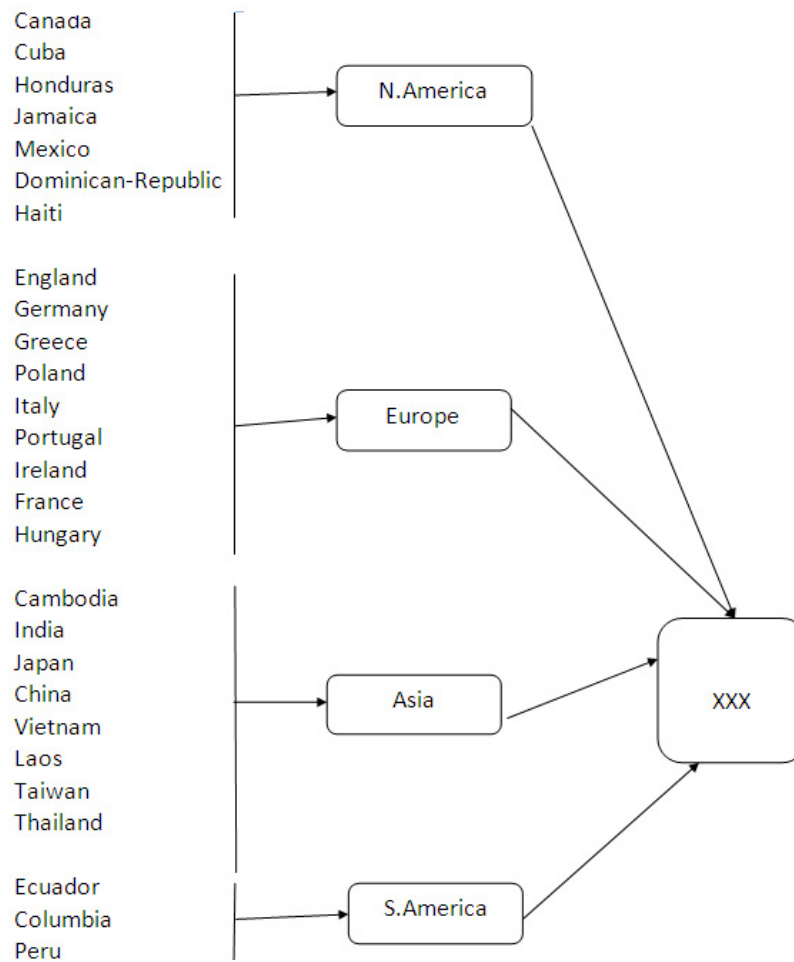 Canada
Cuba
Honduras
Jamaica
Mexico
Dominican-Republic
Haiti
N.America
England
Germany
Greece
Poland
Italy
Portugal
Ireland
France
Hungary
Europe
Cambodia
India
Japan
China
Vietnam
Laos
Taiwan
Thailand
Asia
XXX
Ecuador
Columbia
Peru
S.America